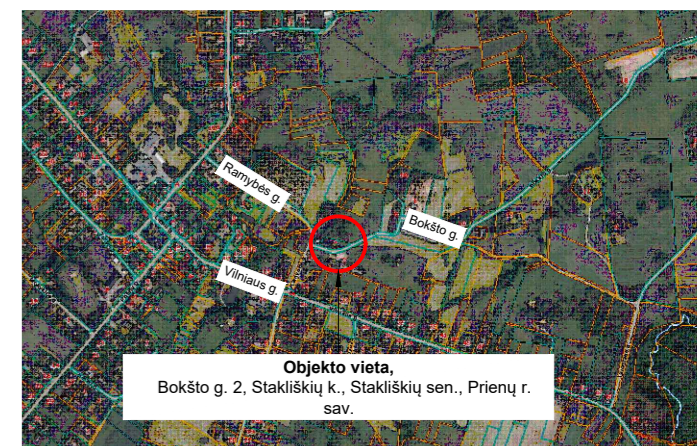 Ramybės g.
Bokšto g.
Vilniaus g.
Objekto vieta,
Bokšto g. 2, Stakliškių k., Stakliškių sen., Prienų r.
sav.